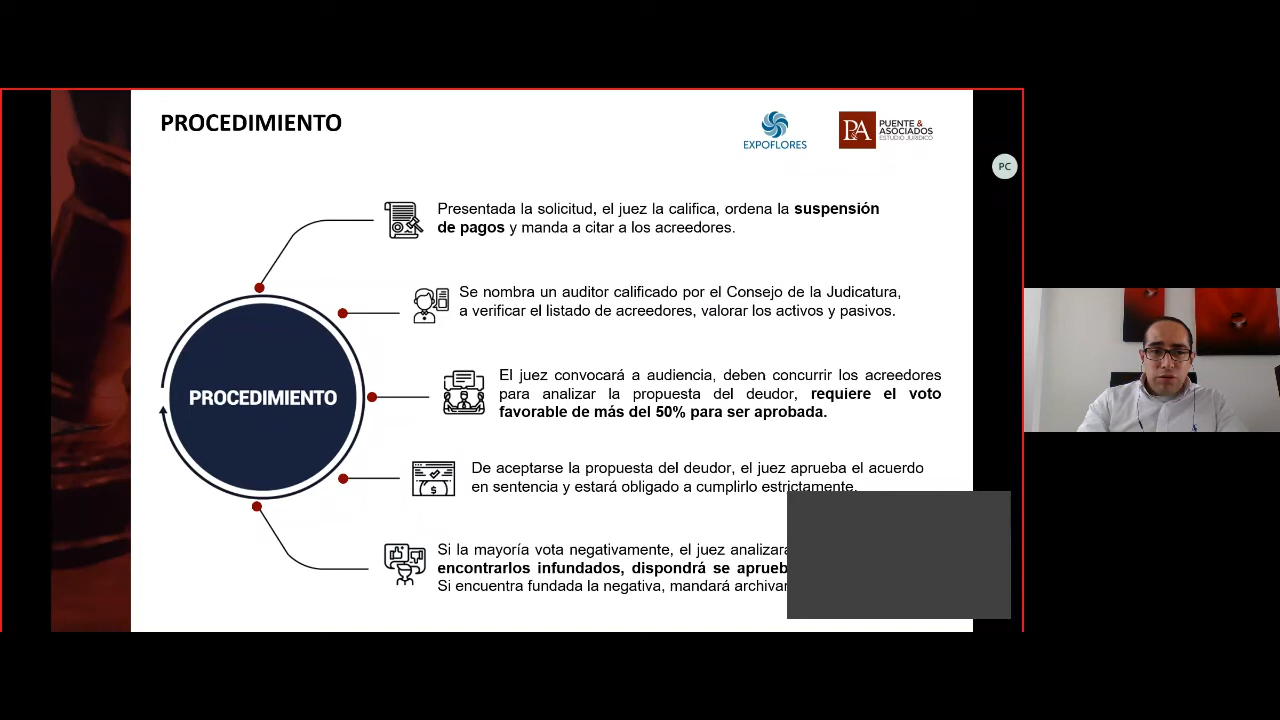 PROCEDIMIENTO
EXPOFLORES
PUENTE &
ASOCIADOS
ESTUDIO JURÍDICO
PA
PC
Presentada la solicitud, el juez la califica, ordena la suspensión
de pagos y manda a citar a los acreedores.
Se nombra un auditor calificado por el Consejo de la Judicatura,
a verificar el listado de acreedores, valorar los activos y pasivos.
El juez convocará a audiencia, deben concurrir los acreedores
para analizar la propuesta del deudor, requiere el voto
favorable de más del 50% para ser aprobada.
PROCEDIMIENTO
De aceptarse la propuesta del deudor, el juez aprueba el acuerdo
en sentencia y estará obligado a cumplirlo estrictamente.
Si la mayoría vota negativamente, el juez analizará
encontrarlos infundados, dispondrá se aprueb
Si encuentra fundada la negativa, mandará archivar